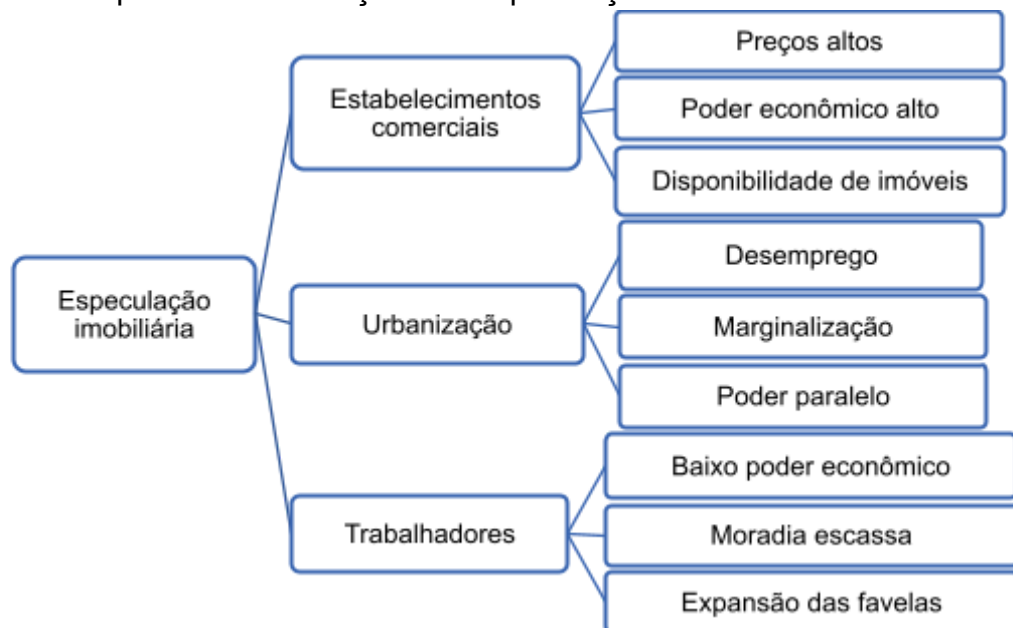 Preços altos
Estabelecimentos
comerciais
Poder econômico alto
Disponibilidade de imóveis
Especulação
imobiliária
Urbanização
Desemprego
Marginalização
Poder paralelo
Trabalhadores
Baixo poder econômico
Moradia escassa
Expansão das favelas